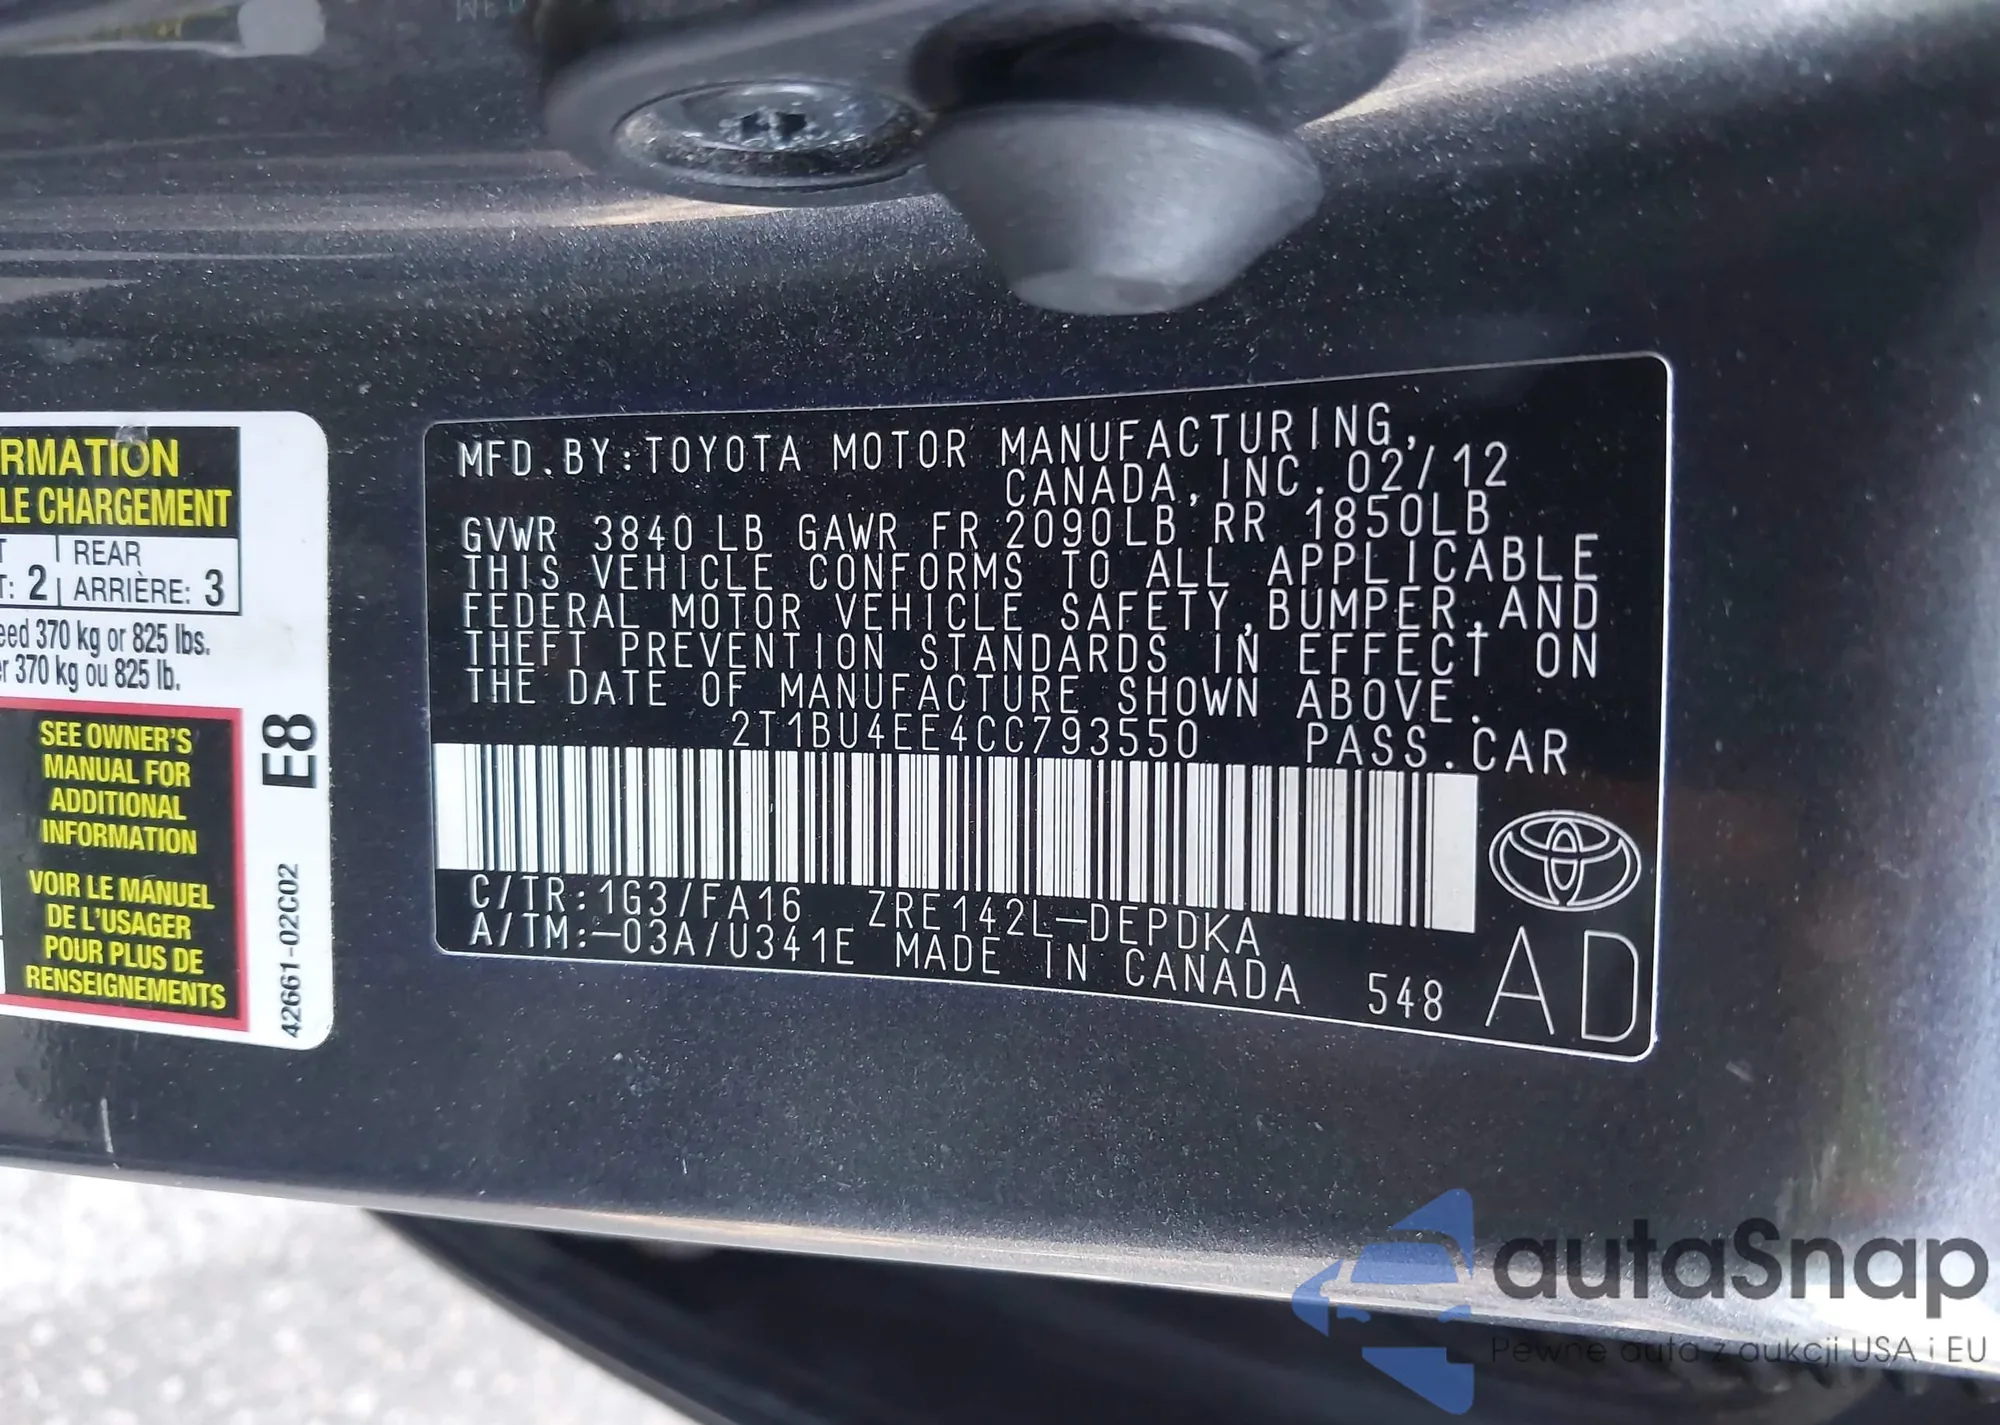 RMATION
LE CHARGEMENT
REAR
2 ARRIÈRE: 3
370 kg or 825 lbs.
370 kg ou 825 lb.
SEE OWNER'S
MANUAL FOR
ADDITIONAL
INFORMATION
VOIR LE MANUEL
DE L'USAGER
POUR PLUS DE
RENSEIGNEMENTS
E8
42661-02C02
MFD.BY:TOYOTA MOTOR MANUFACTURING,
CANADA,INC.02/12
GVWR 3840LB GAWR FR 2090LB RR 1850LB
THIS VEHICLE CONFORMS TO ALL APPLICABLE
FEDERAL MOTOR VEHICLE SAFETY,BUMPER,AND
THEFT PREVENTION STANDARDS IN EFFECT ON
THE DATE OF MANUFACTURE SHOWN ABOVE.
2T1BU4EE4CC793550 PASS.CAR
C/TR:1G3/FA16 ZRE142L-DEPDKA
A/TM:-03A/U341E MADE IN CANADA 548 AD
autaSnap
Pewne auta z aukcji USA i EU